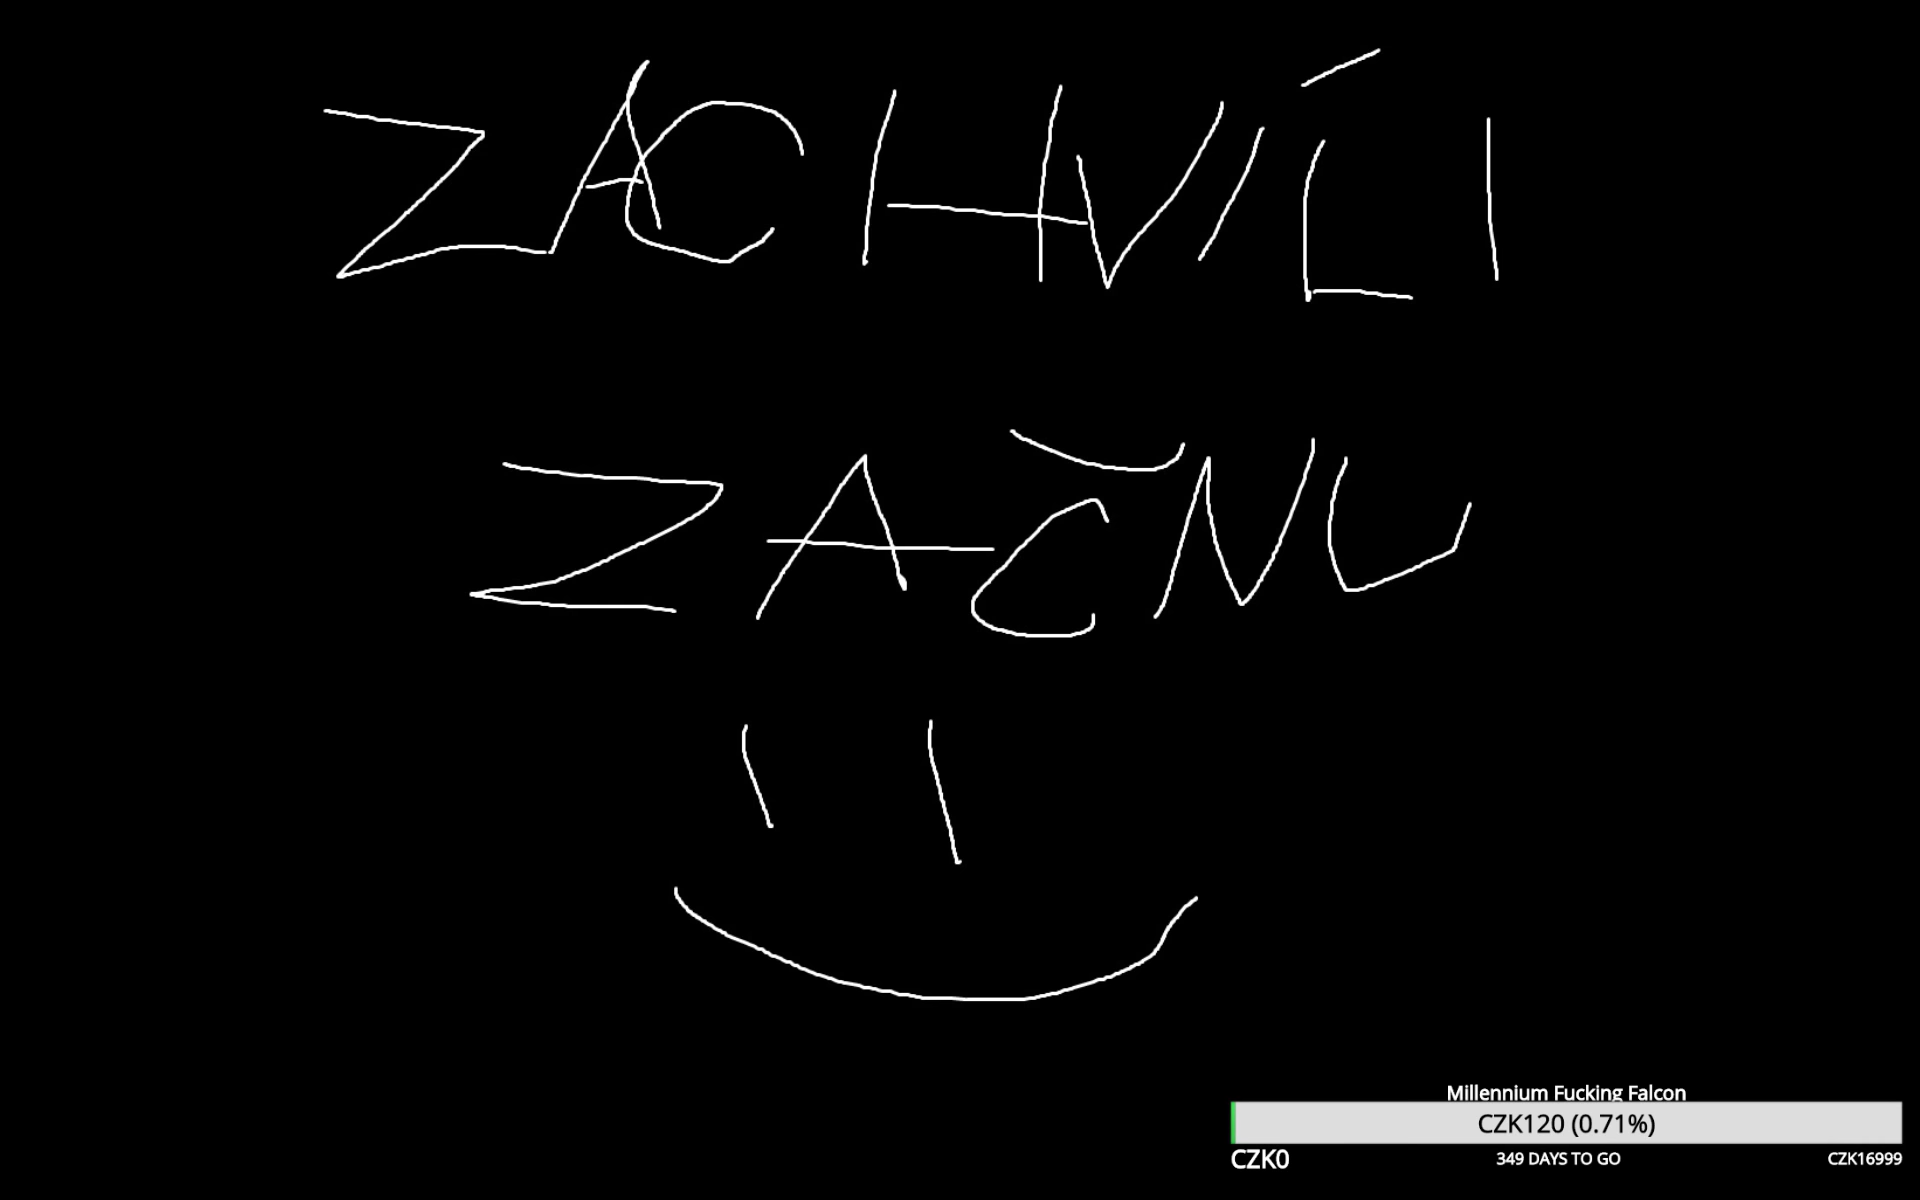 ZACHVÍLI
ZAČNU
Millennium Fucking Falcon
CZK120 (0.71%)
CZK0 349 DAYS TO GO CZK16999